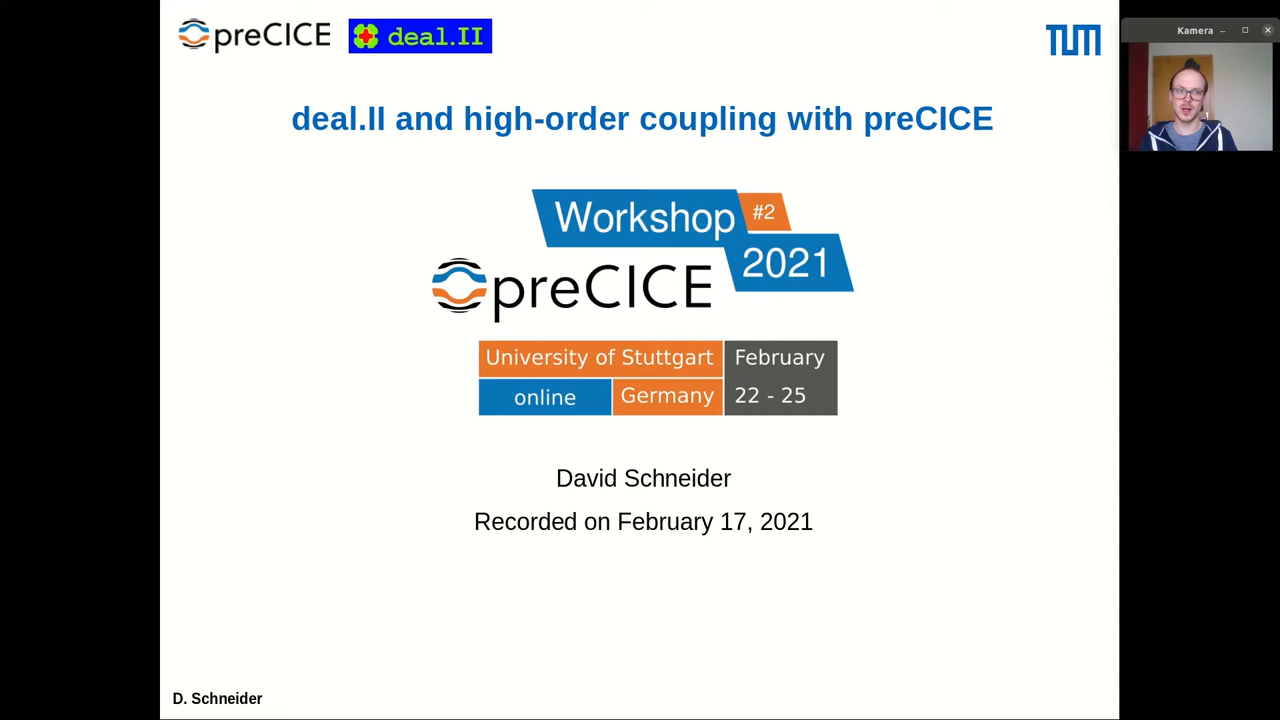 preCICE deal.II TUM
Kamera
deal.II and high-order coupling with preCICE
Workshop #2
preCICE 2021
University of Stuttgart February
online Germany 22 - 25
David Schneider
Recorded on February 17, 2021
D. Schneider